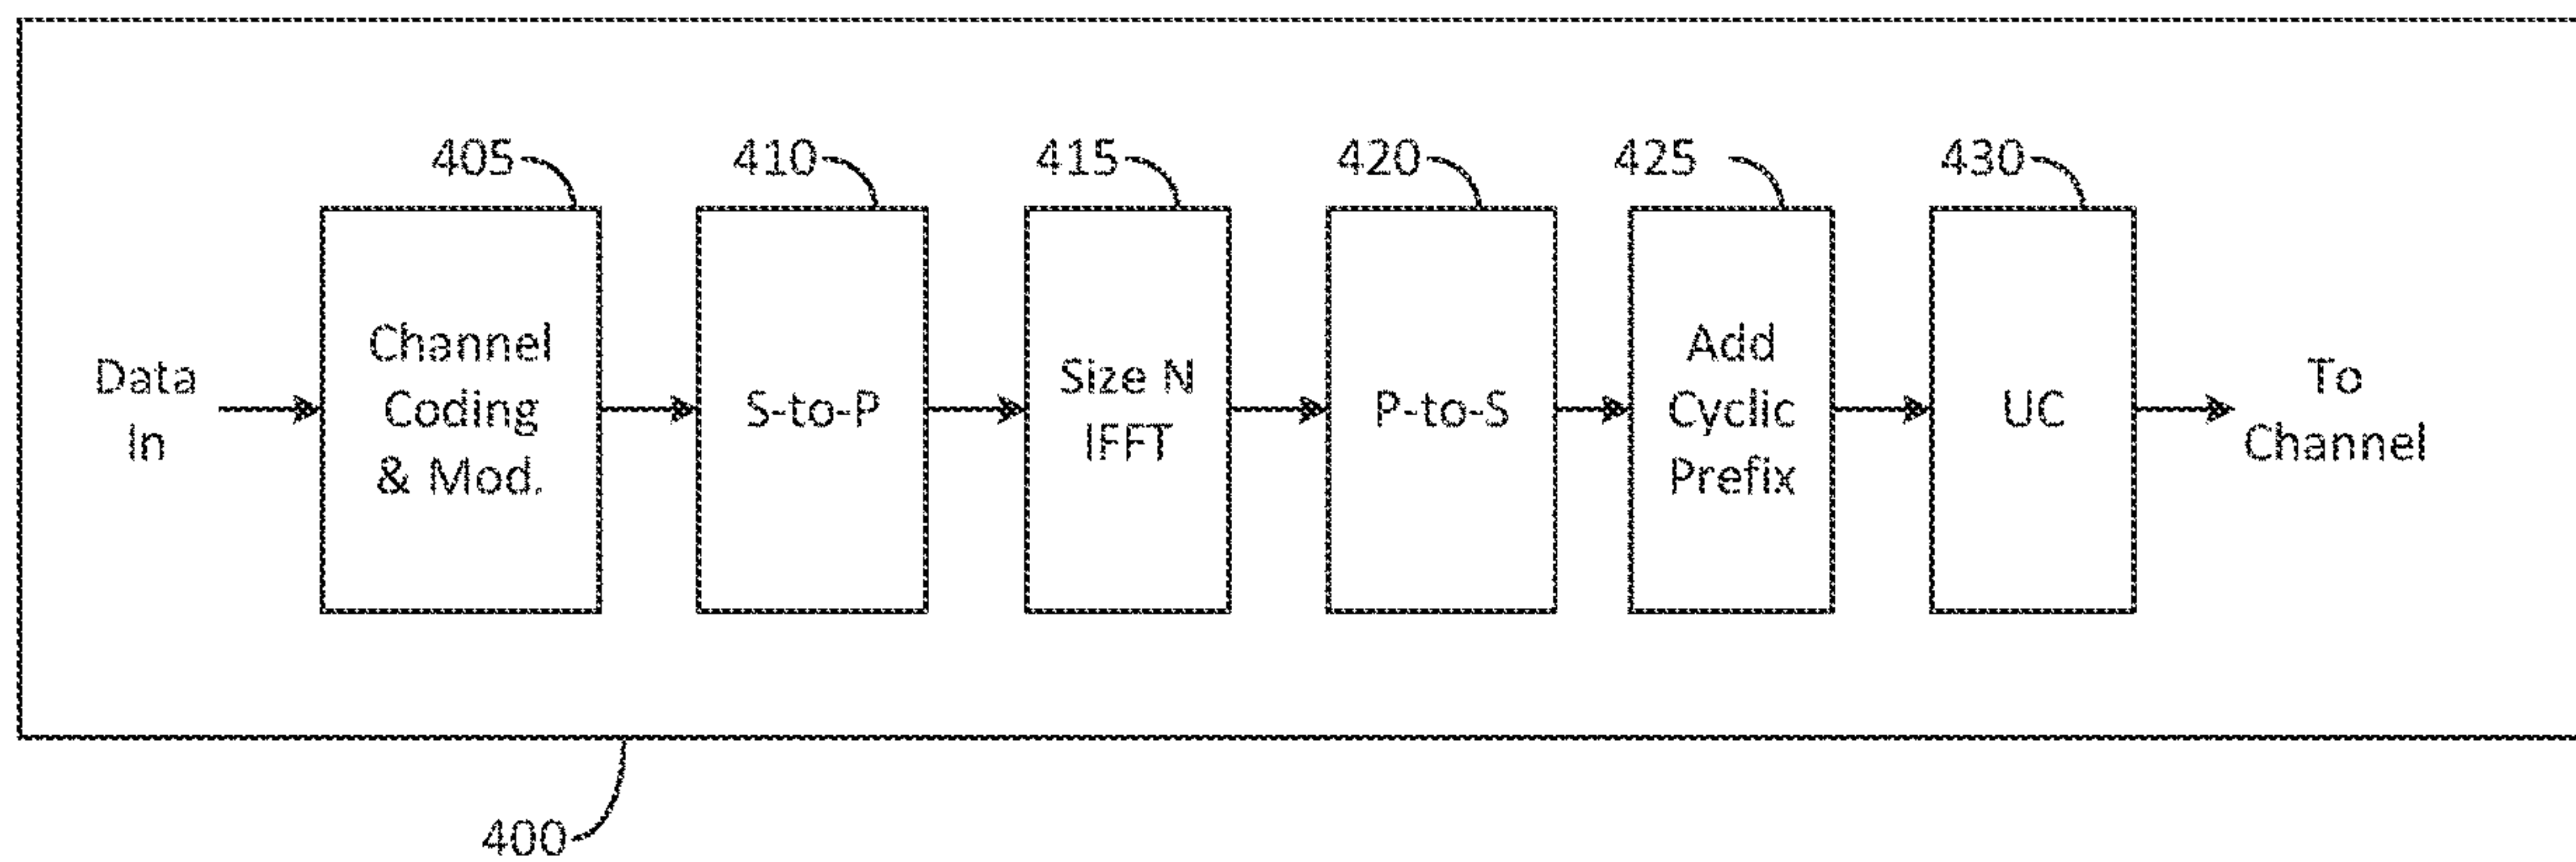 405
410
415
420
425
430
Data
In
Channel
Coding
& Mod.
S-to-P
Size N
IFFT
P-to-S
Add
Cyclic
Prefix
UC
To
Channel
400